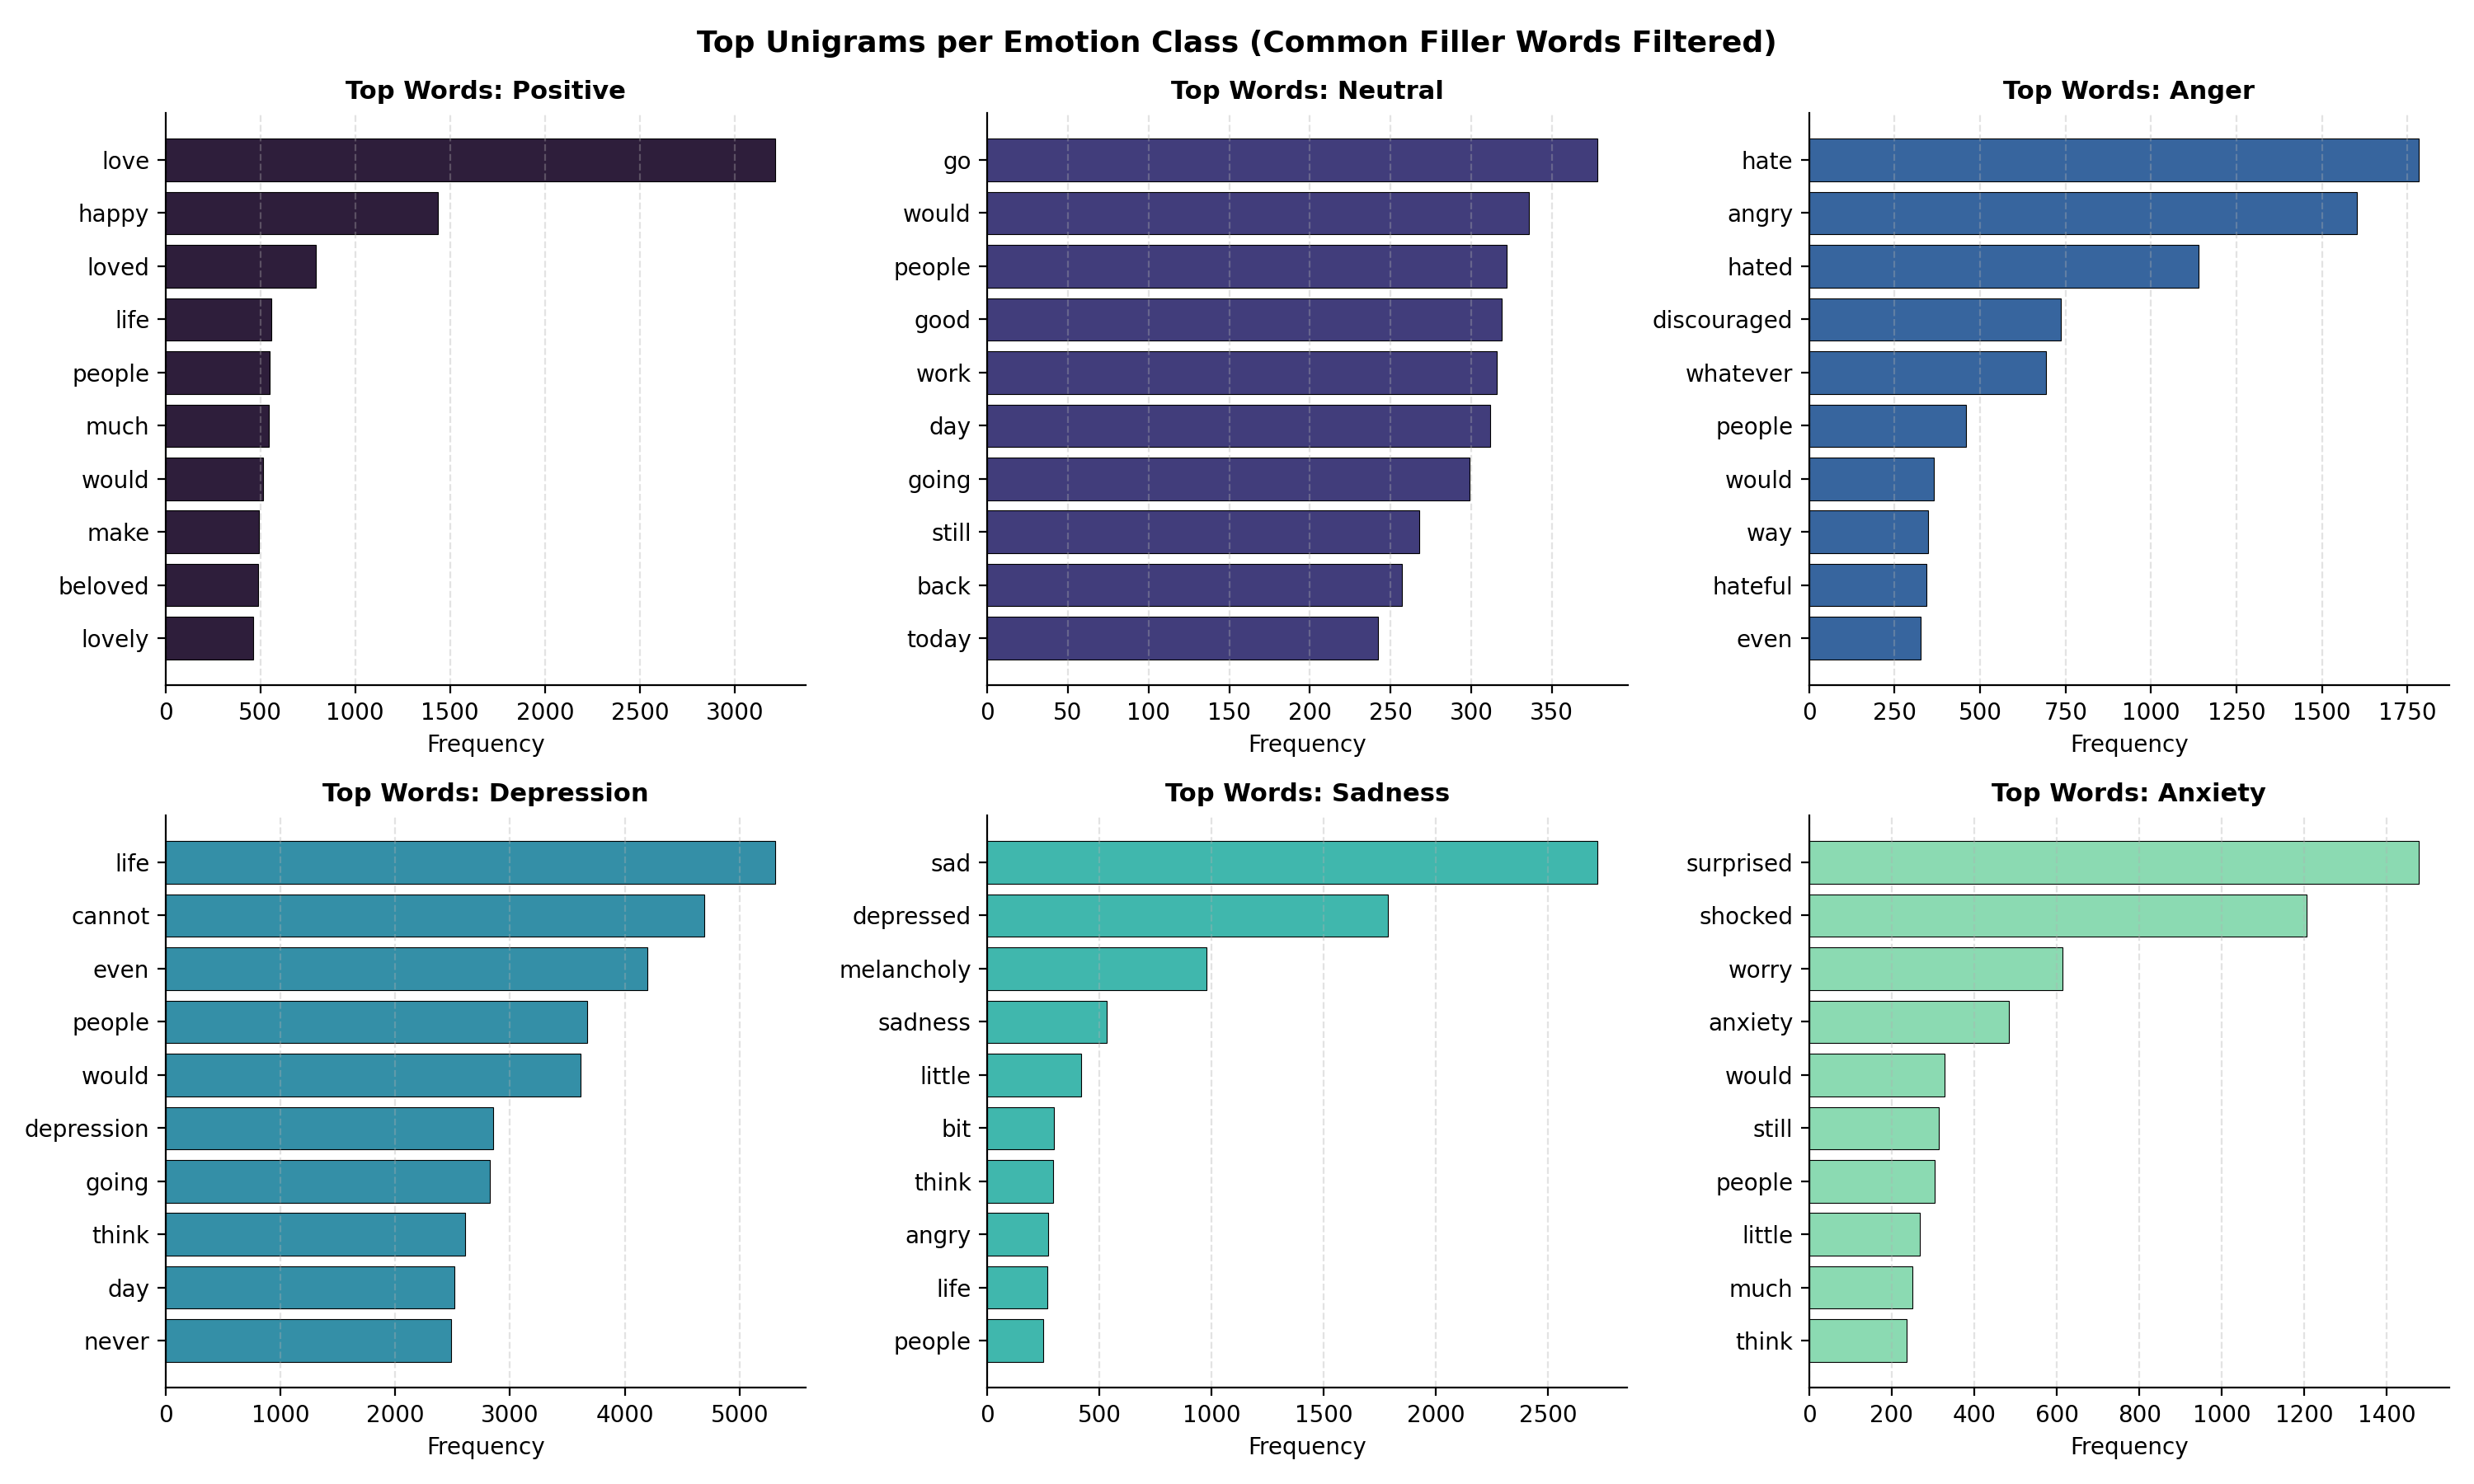 Top Unigrams per Emotion Class (Common Filler Words Filtered)
Top Words: Positive
love
happy
loved
life
people
much
would
make
beloved
lovely
0 500 1000 1500 2000 2500 3000
Frequency
Top Words: Neutral
go
would
people
good
work
day
going
still
back
today
0 50 100 150 200 250 300 350
Frequency
Top Words: Anger
hate
angry
hated
discouraged
whatever
people
would
way
hateful
even
0 250 500 750 1000 1250 1500 1750
Frequency
Top Words: Depression
life
cannot
even
people
would
depression
going
think
day
never
0 1000 2000 3000 4000 5000
Frequency
Top Words: Sadness
sad
depressed
melancholy
sadness
little
bit
think
angry
life
people
0 500 1000 1500 2000 2500
Frequency
Top Words: Anxiety
surprised
shocked
worry
anxiety
would
still
people
little
much
think
0 200 400 600 800 1000 1200 1400
Frequency